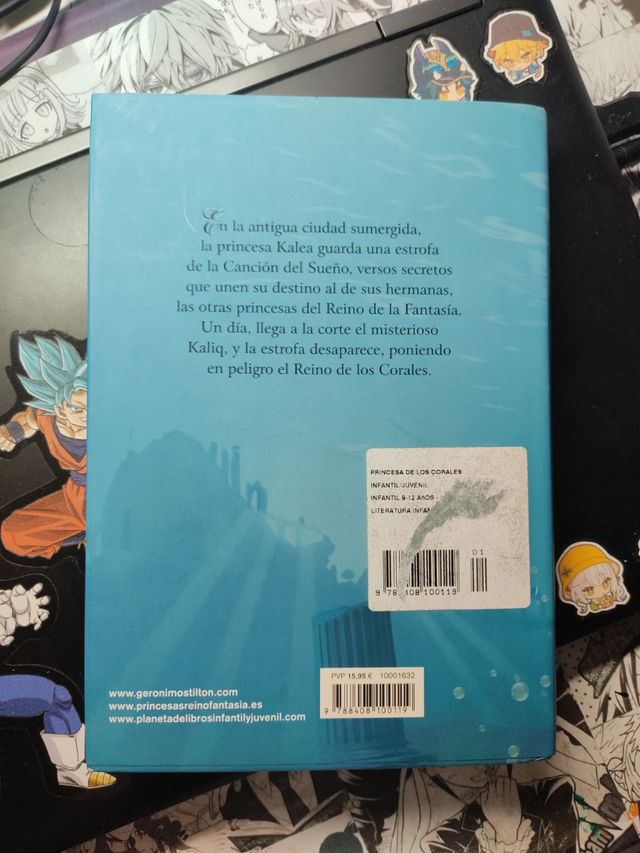 En la antigua ciudad sumergida,
la princesa Kalea guarda una estrofa
de la Canción del Sueño, versos secretos
que unen su destino al de sus hermanas,
las otras princesas del Reino de la Fantasía.
Un día, llega a la corte el misterioso
Kaliq, y la estrofa desaparece, poniendo
en peligro el Reino de los Corales.
PRINCESA DE LOS CORALES
INFANTIL/JUVENIL
INFANTIL 9-12 AÑOS -
LITERATURA
01
PVP 15,95 € 10001632
9 788408 100119
www.geronimostilton.com
www.princesasreinofantasia.es
www.planetadelibrosinfantilyjuvenil.com